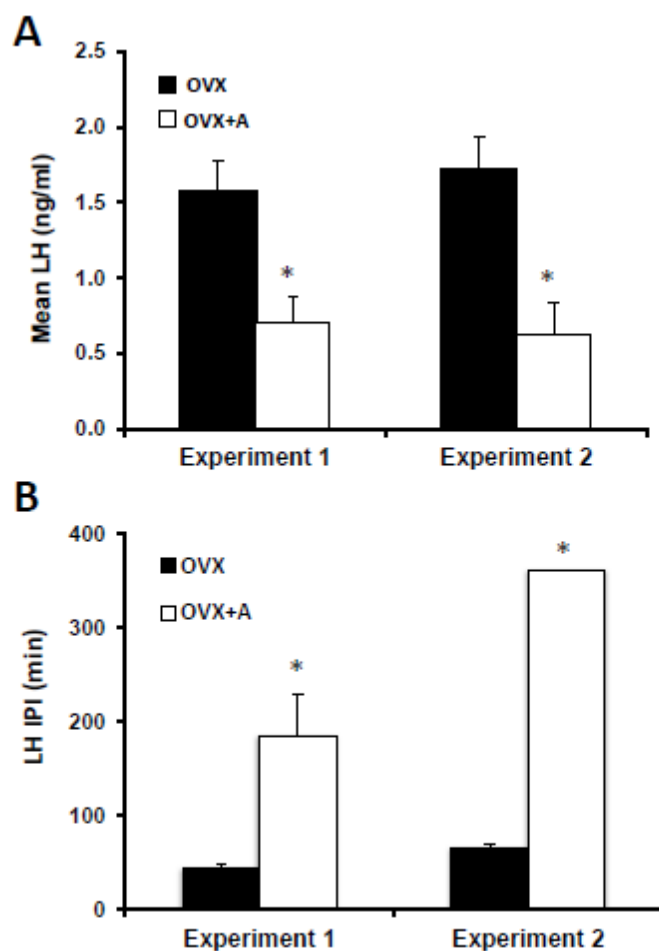 A
2.5
2.0
1.5
1.0
0.5
0.0
Mean LH (ng/ml)
OVX
OVX+A
*
*
Experiment 1
Experiment 2
B
400
300
200
100
0
LH IPI (min)
OVX
OVX+A
*
*
Experiment 1
Experiment 2